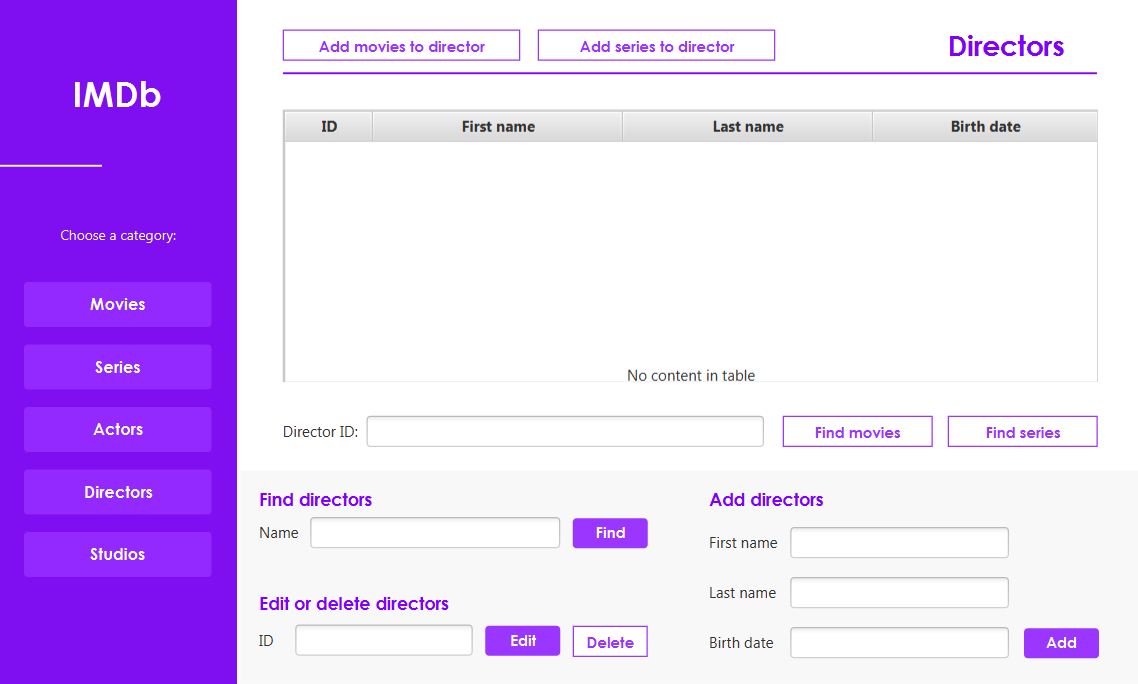 IMDb
Choose a category:
Movies
Series
Actors
Directors
Studios
Add movies to director
Add series to director
Directors
ID First name Last name Birth date
No content in table
Director ID:
Find movies
Find series
Find directors
Name
Find
Edit or delete directors
ID
Edit
Delete
Add directors
First name
Last name
Birth date
Add